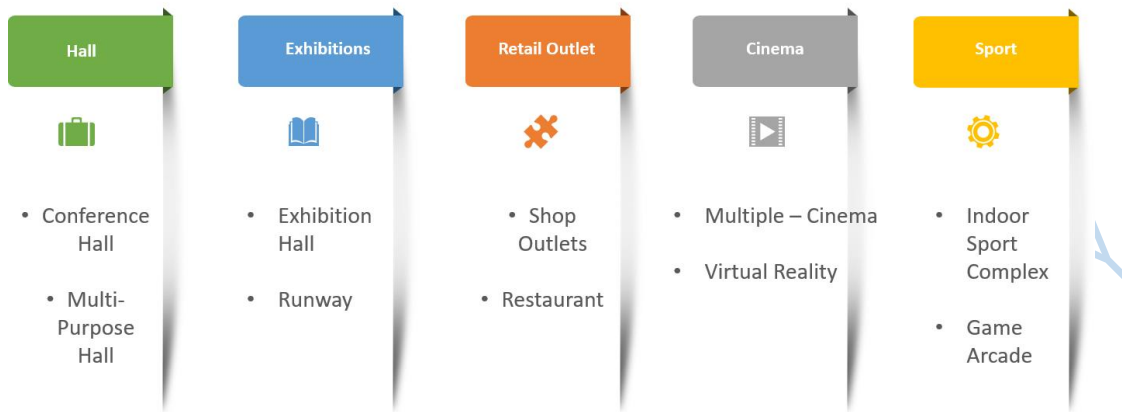 Hall
Exhibitions
Retail Outlet
Cinema
Sport
• Conference
Hall
• Multi-
Purpose
Hall
• Exhibition
Hall
• Runway
• Shop
Outlets
• Restaurant
• Multiple – Cinema
• Virtual Reality
• Indoor
Sport
Complex
• Game
Arcade